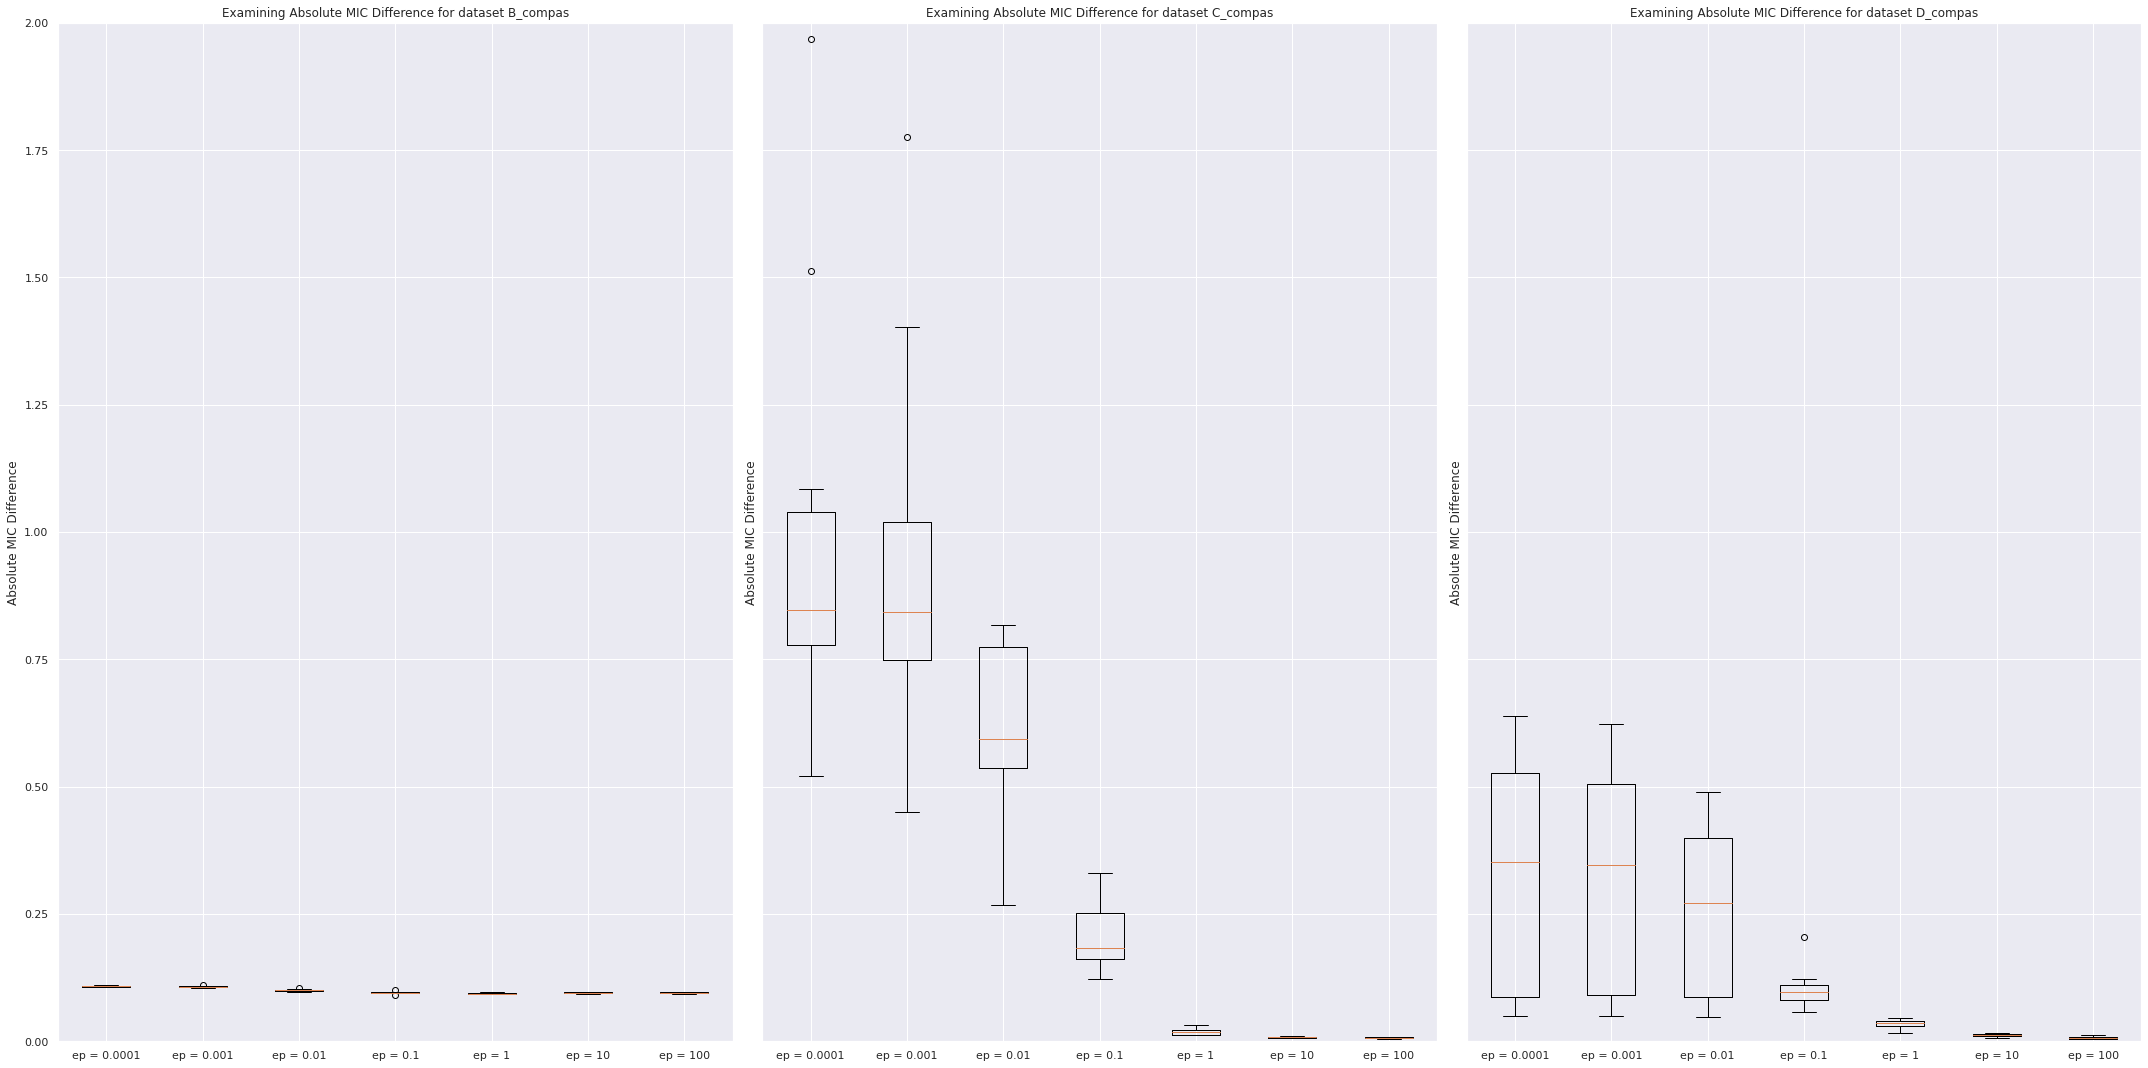 Examining Absolute MIC Difference for dataset B_compas
Examining Absolute MIC Difference for dataset C_compas
Examining Absolute MIC Difference for dataset D_compas
Absolute MIC Difference
2.00
1.75
1.50
1.25
1.00
0.75
0.50
0.25
0.00
ep = 0.0001 ep = 0.001 ep = 0.01 ep = 0.1 ep = 1 ep = 10 ep = 100
Absolute MIC Difference
ep = 0.0001 ep = 0.001 ep = 0.01 ep = 0.1 ep = 1 ep = 10 ep = 100
Absolute MIC Difference
ep = 0.0001 ep = 0.001 ep = 0.01 ep = 0.1 ep = 1 ep = 10 ep = 100